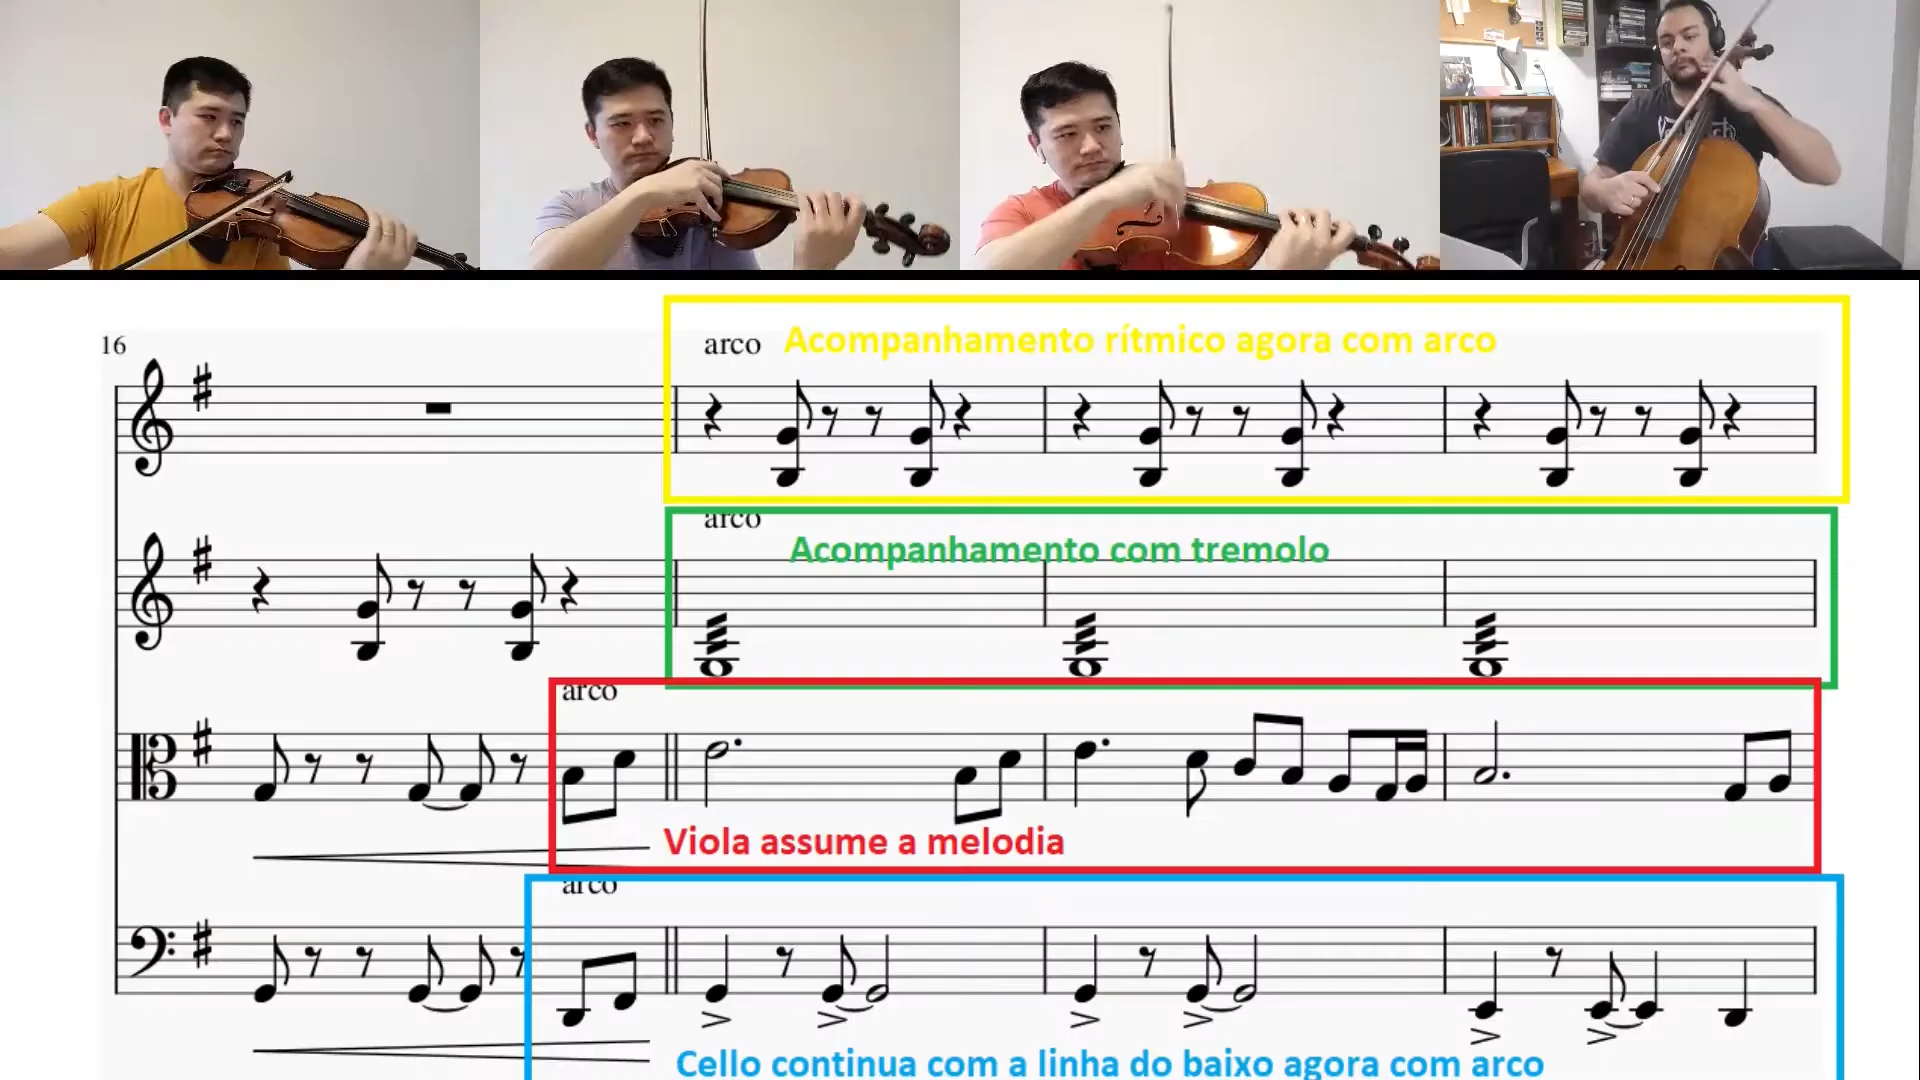 16
arco Acompanhamento rítmico agora com arco
arco
Acompanhamento com tremolo
arco
Viola assume a melodia
arco
Cello continua com a linha do baixo agora com arco